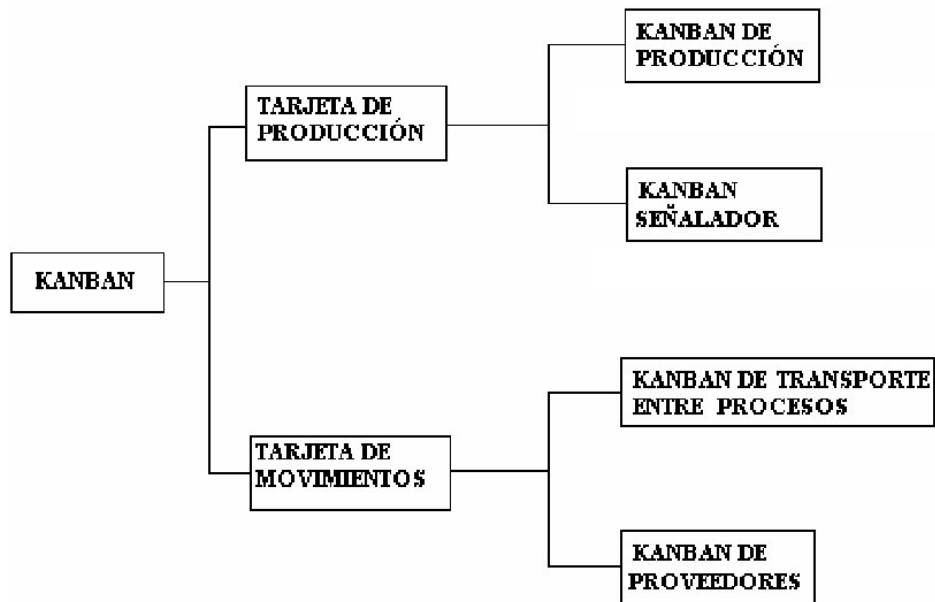 KANBAN DE
PRODUCCIÓN
TARJETA DE
PRODUCCIÓN
KANBAN
SEÑALADOR
KANBAN
KANBAN DE TRANSPORTE
ENTRE PROCESOS
TARJETA DE
MOVIMIENTOS
KANBAN DE
PROVEEDORES